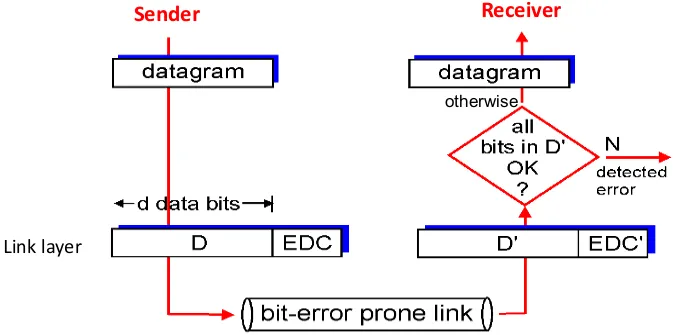 Sender
Receiver
datagram
datagram
otherwise
all
bits in D'
OK
?
N
detected
error
d data bits
Link layer
D
EDC
D'
EDC'
bit-error prone link